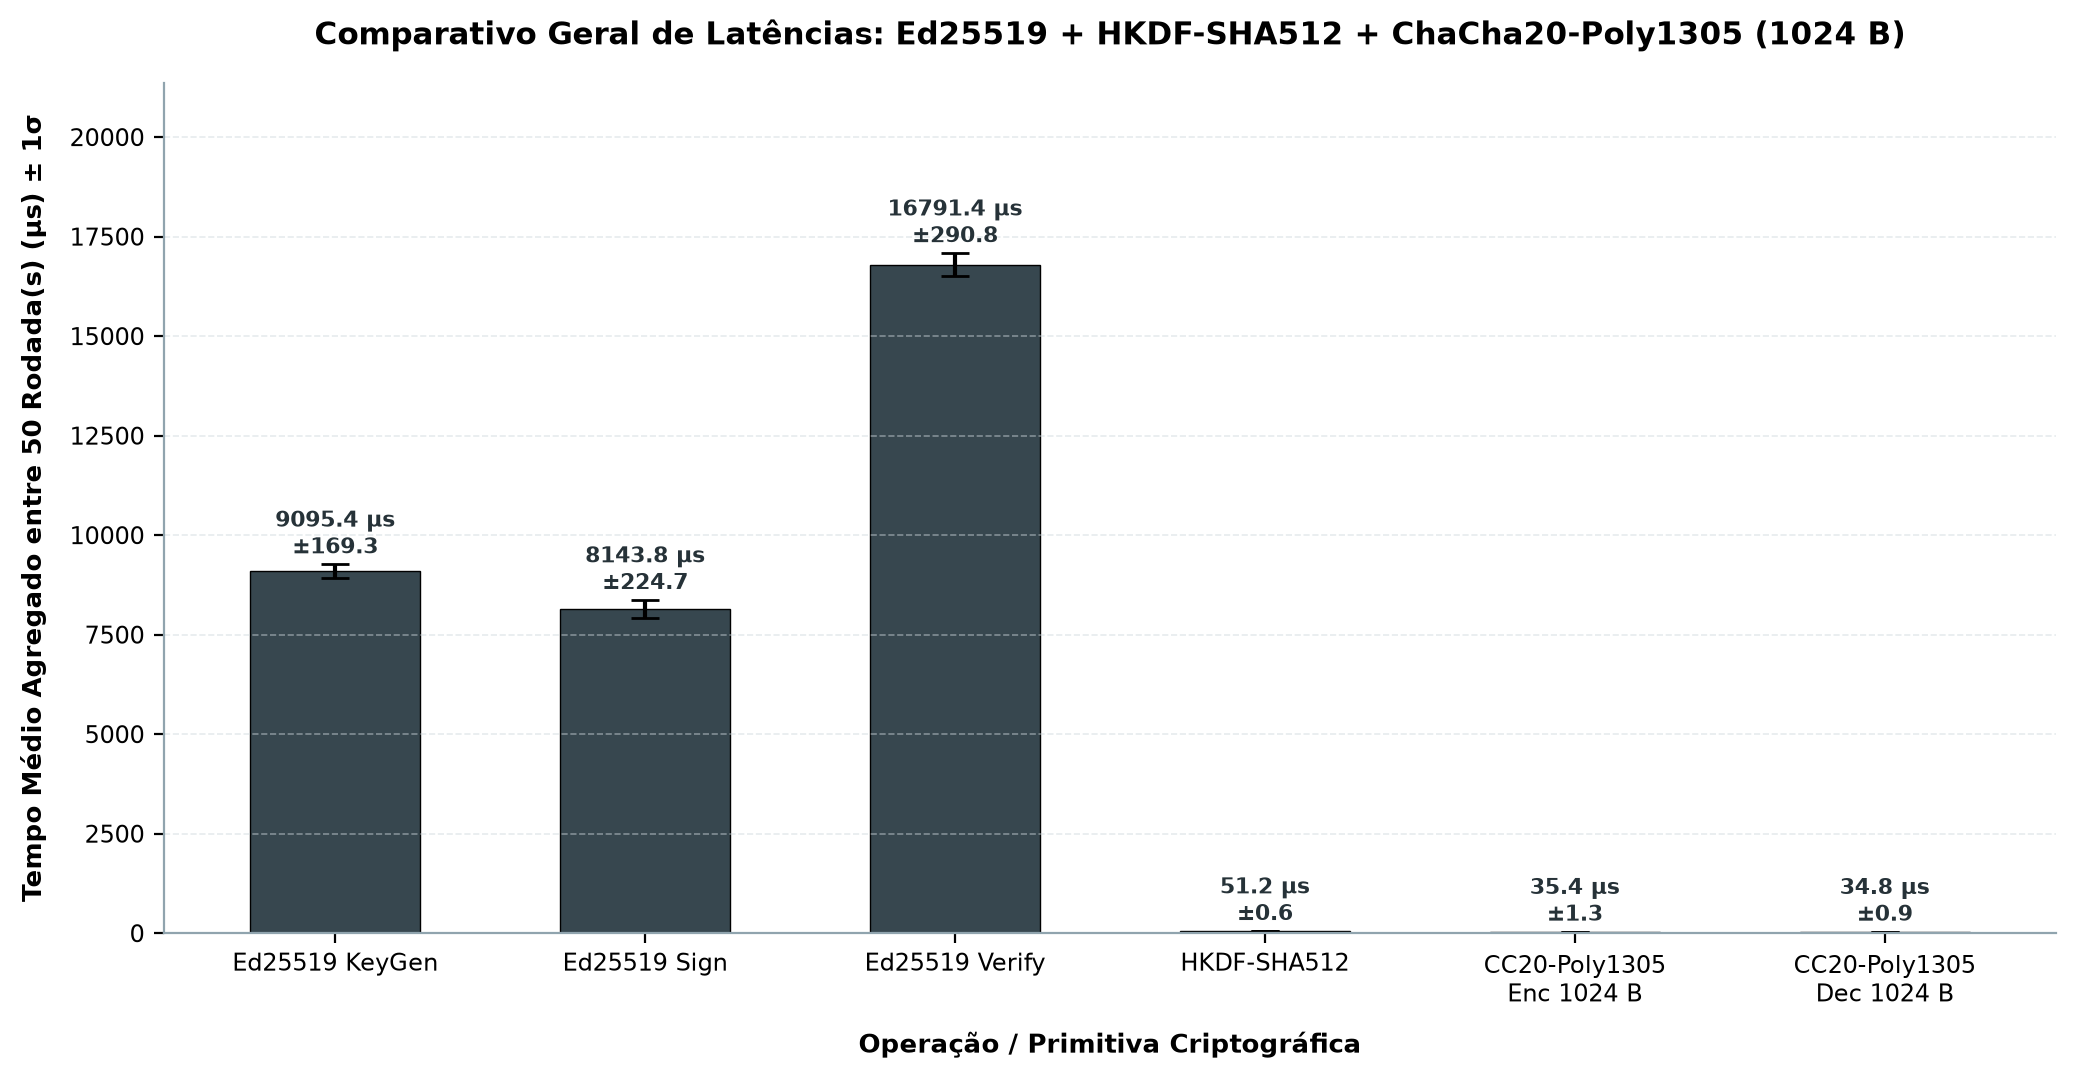 Comparativo Geral de Latências: Ed25519 + HKDF-SHA512 + ChaCha20-Poly1305 (1024 B)
Tempo Médio Agregado entre 50 Rodada(s) (µs) ± 1σ
20000
17500
15000
12500
10000
7500
5000
2500
0
9095.4 µs
±169.3
8143.8 µs
±224.7
16791.4 µs
±290.8
51.2 µs
±0.6
35.4 µs
±1.3
34.8 µs
±0.9
Ed25519 KeyGen
Ed25519 Sign
Ed25519 Verify
HKDF-SHA512
CC20-Poly1305
Enc 1024 B
CC20-Poly1305
Dec 1024 B
Operação / Primitiva Criptográfica